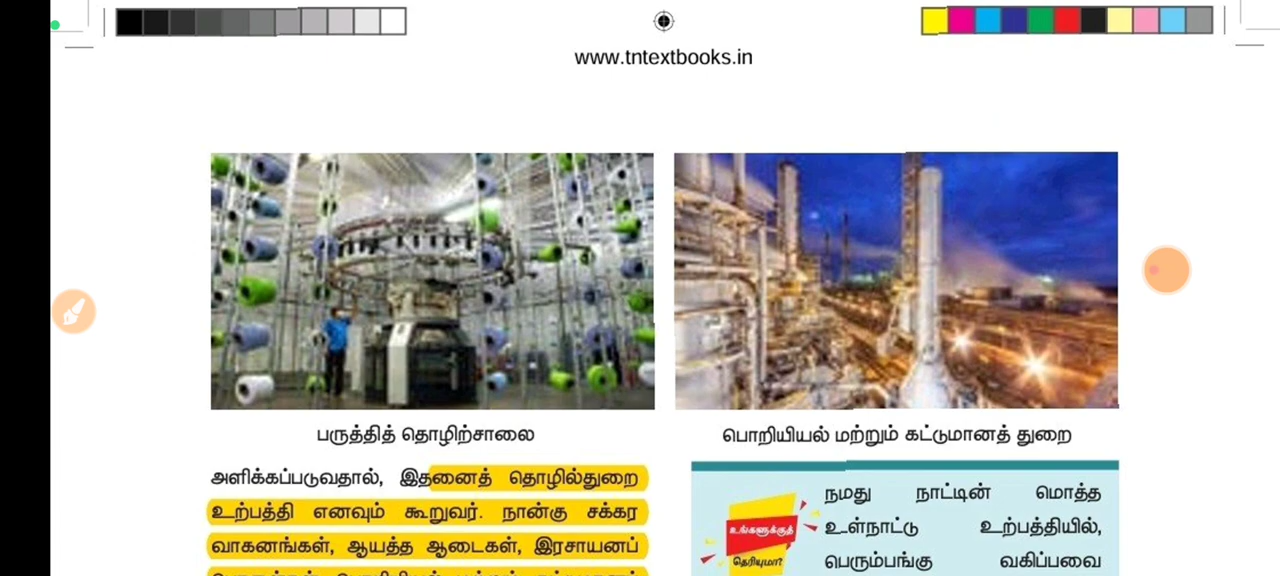 www.tntextbooks.in
பருத்தித் தொழிற்சாலை
பொறியியல் மற்றும் கட்டுமானத் துறை
அளிக்கப்படுவதால், இதனைத் தொழில்துறை
உற்பத்தி எனவும் கூறுவர். நான்கு சக்கர
வாகனங்கள், ஆயத்த ஆடைகள், இரசாயனப்
உங்களுக்குத்
தெரியுமா?
நமது நாட்டின் மொத்த
உள்நாட்டு உற்பத்தியில்,
பெரும்பங்கு வகிப்பவை